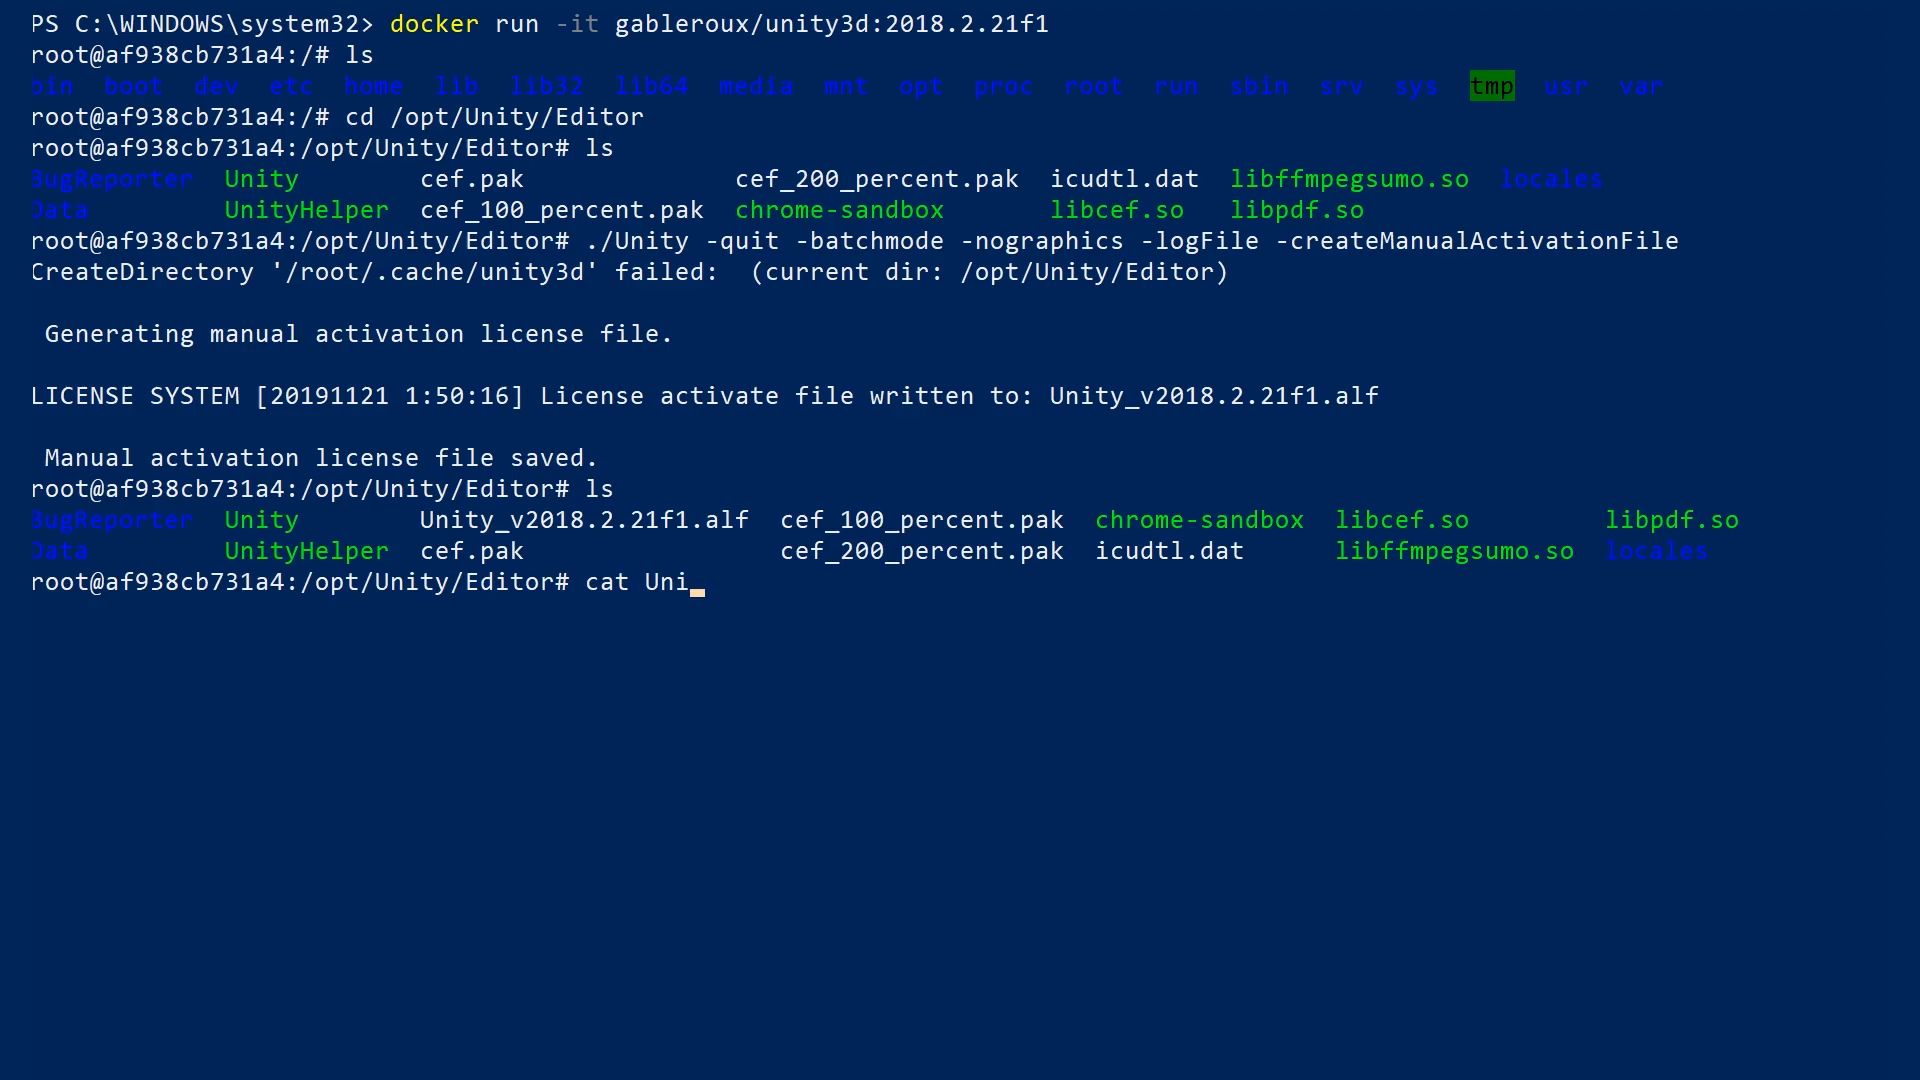 PS C:\WINDOWS\system32> docker run -it gableroux/unity3d:2018.2.21f1
root@af938cb731a4:/# ls
bin boot dev etc home lib lib32 lib64 media mnt opt proc root run sbin srv sys tmp usr var
root@af938cb731a4:/# cd /opt/Unity/Editor
root@af938cb731a4:/opt/Unity/Editor# ls
BugReporter Unity cef.pak cef_200_percent.pak icudtl.dat libffmpegsumo.so locales
Data UnityHelper cef_100_percent.pak chrome-sandbox libcef.so libpdf.so
root@af938cb731a4:/opt/Unity/Editor# ./Unity -quit -batchmode -nographics -logFile -createManualActivationFile
CreateDirectory '/root/.cache/unity3d' failed:  (current dir: /opt/Unity/Editor)
Generating manual activation license file.
LICENSE SYSTEM [20191121 1:50:16] License activate file written to: Unity_v2018.2.21f1.alf
Manual activation license file saved.
root@af938cb731a4:/opt/Unity/Editor# ls
BugReporter Unity Unity_v2018.2.21f1.alf cef_100_percent.pak chrome-sandbox libcef.so libpdf.so
Data UnityHelper cef.pak cef_200_percent.pak icudtl.dat libffmpegsumo.so locales
root@af938cb731a4:/opt/Unity/Editor# cat Uni